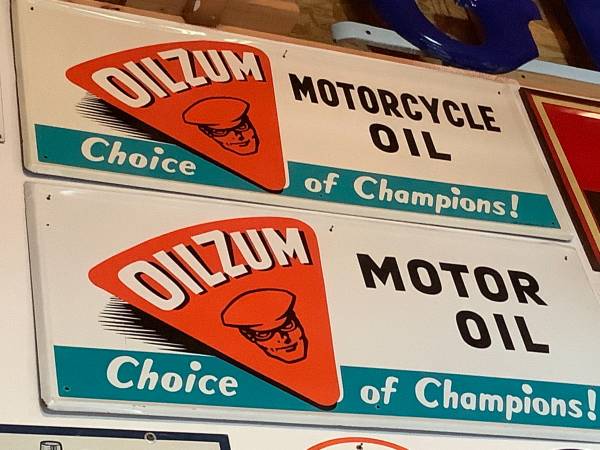 OILZUM
MOTORCYCLE
OIL
Choice of Champions!
OILZUM
MOTOR
OIL
Choice of Champions!